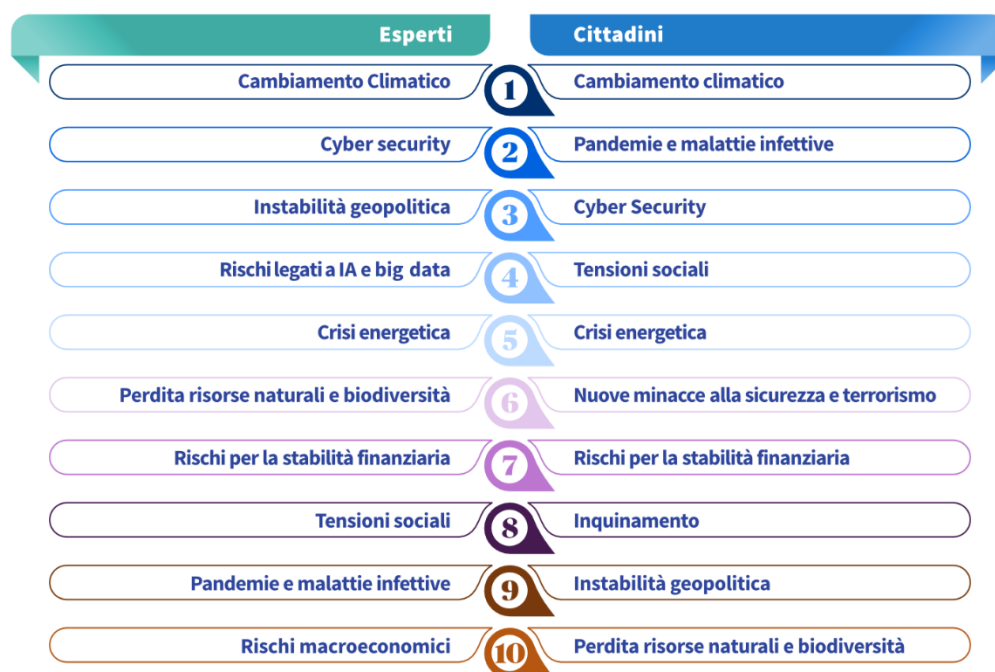 Esperti Cittadini
Cambiamento Climatico 1 Cambiamento climatico
Cyber security 2 Pandemie e malattie infettive
Instabilità geopolitica 3 Cyber Security
Rischi legati a IA e big data 4 Tensioni sociali
Crisi energetica 5 Crisi energetica
Perdita risorse naturali e biodiversità 6 Nuove minacce alla sicurezza e terrorismo
Rischi per la stabilità finanziaria 7 Rischi per la stabilità finanziaria
Tensioni sociali 8 Inquinamento
Pandemie e malattie infettive 9 Instabilità geopolitica
Rischi macroeconomici 10 Perdita risorse naturali e biodiversità